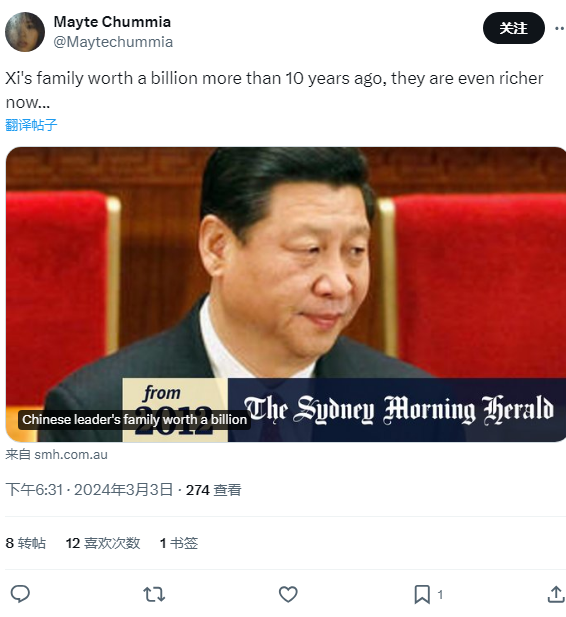 Mayte Chummia
@Maytechummia
关注
Xi's family worth a billion more than 10 years ago, they are even richer
now...
翻译帖子
from
2012
The Sydney Morning Herald
Chinese leader's family worth a billion
来自 smh.com.au
下午6:31 · 2024年3月3日 · 274 查看
8 转帖 12 喜欢次数 1 书签
1